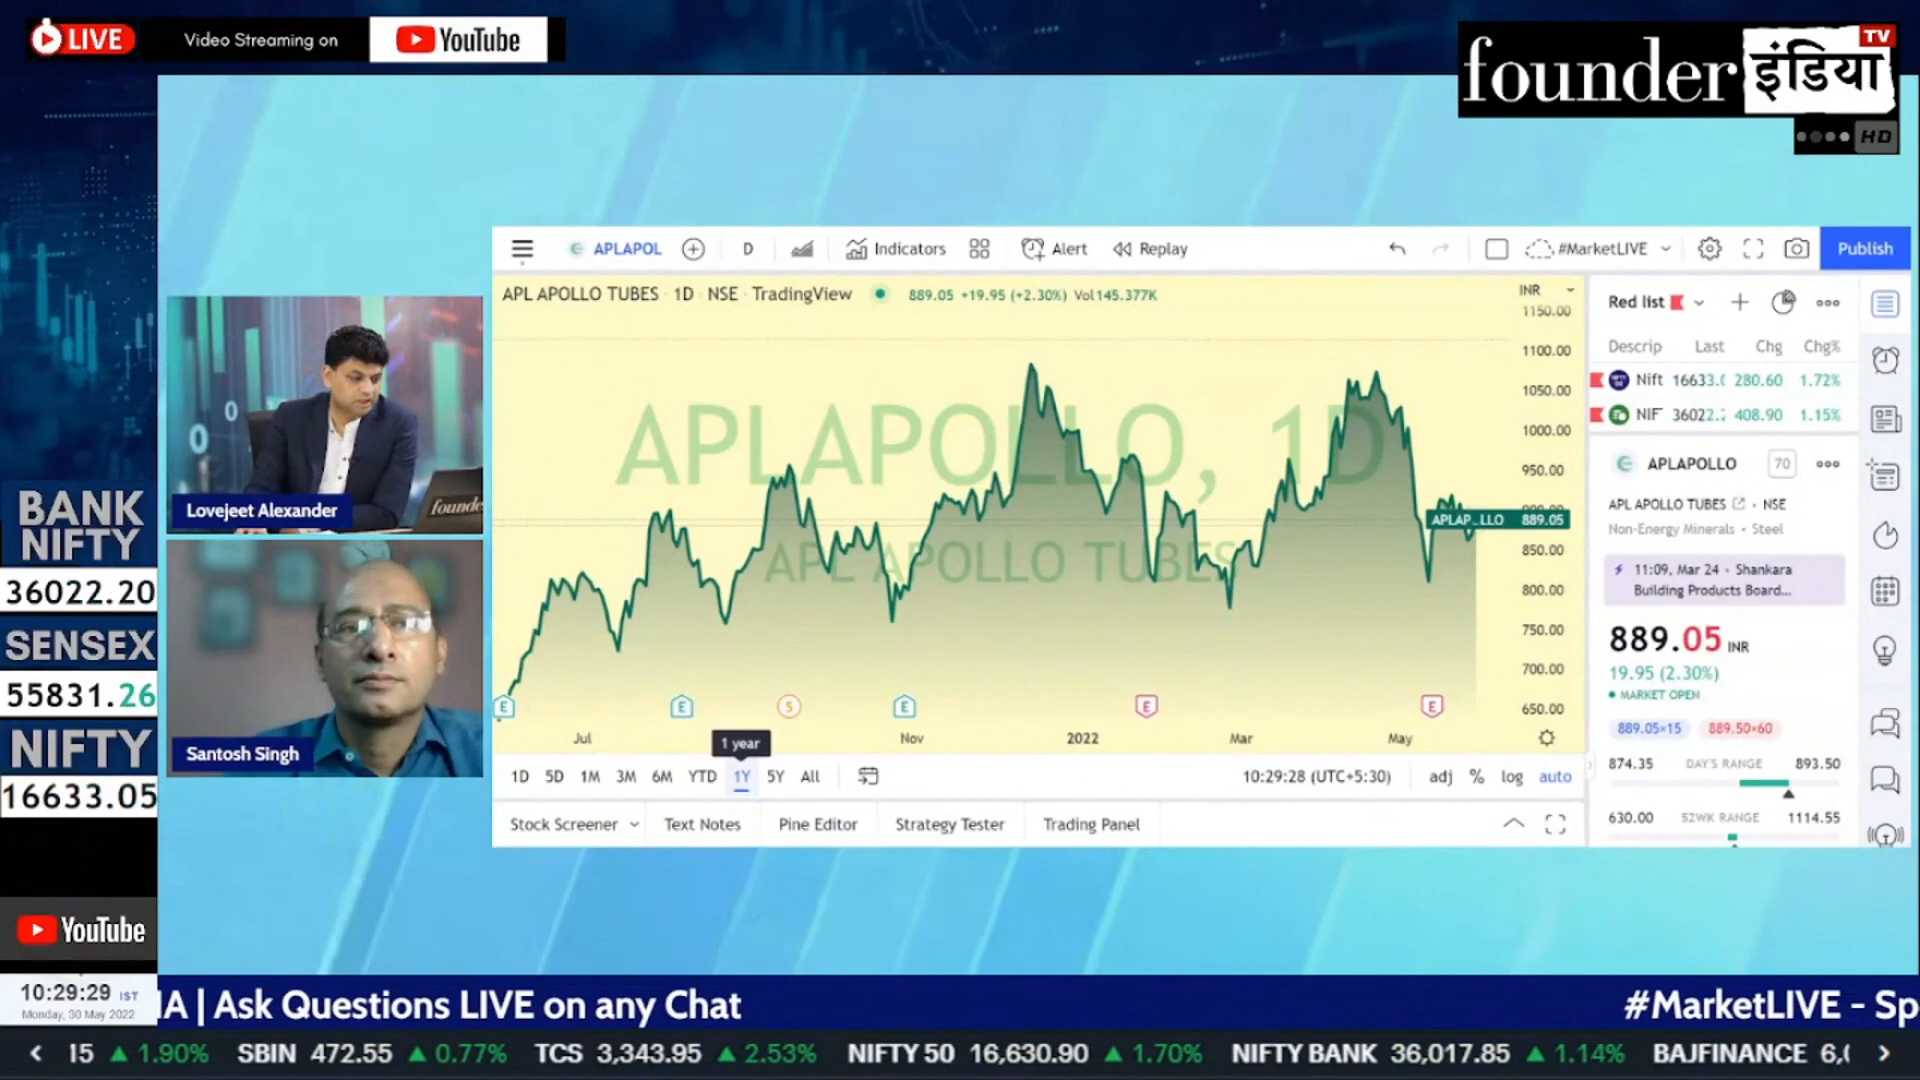 LIVE
Video Streaming on
YouTube
founder इंडिया TV
HD
APLAPOL
D
Indicators
Alert
Replay
#MarketLIVE
Publish
APL APOLLO TUBES · 1D · NSE · TradingView
889.05 +19.95 (+2.30%) Vol145.377K
INR
1150.00
1100.00
1050.00
1000.00
950.00
850.00
800.00
750.00
700.00
650.00
APLAPOLLO, 1D
APL APOLLO TUBES
APLAP...LLO 889.05
E
E
S
E
E
E
Jul
Nov
2022
Mar
May
1 year
1D 5D 1M 3M 6M YTD 1Y 5Y All
10:29:28 (UTC+5:30)
adj % log auto
Stock Screener
Text Notes
Pine Editor
Strategy Tester
Trading Panel
Red list
Descrip Last Chg Chg%
Nift 16633.0 280.60 1.72%
NIF 36022.2 408.90 1.15%
APLAPOLLO
70
APL APOLLO TUBES · NSE
Non-Energy Minerals · Steel
11:09, Mar 24 · Shankara
Building Products Board...
889.05 INR
19.95 (2.30%)
MARKET OPEN
889.05×15 889.50×60
874.35 DAY'S RANGE 893.50
630.00 52WK RANGE 1114.55
Lovejeet Alexander
founde
Santosh Singh
BANK
NIFTY
36022.20
SENSEX
55831.26
NIFTY
16633.05
YouTube
10:29:29 IST
Monday, 30 May 2022
IA | Ask Questions LIVE on any Chat
#MarketLIVE - Sp
15 ▲ 1.90% SBIN 472.55 ▲ 0.77% TCS 3,343.95 ▲ 2.53% NIFTY 50 16,630.90 ▲ 1.70% NIFTY BANK 36,017.85 ▲ 1.14% BAJFINANCE 6,